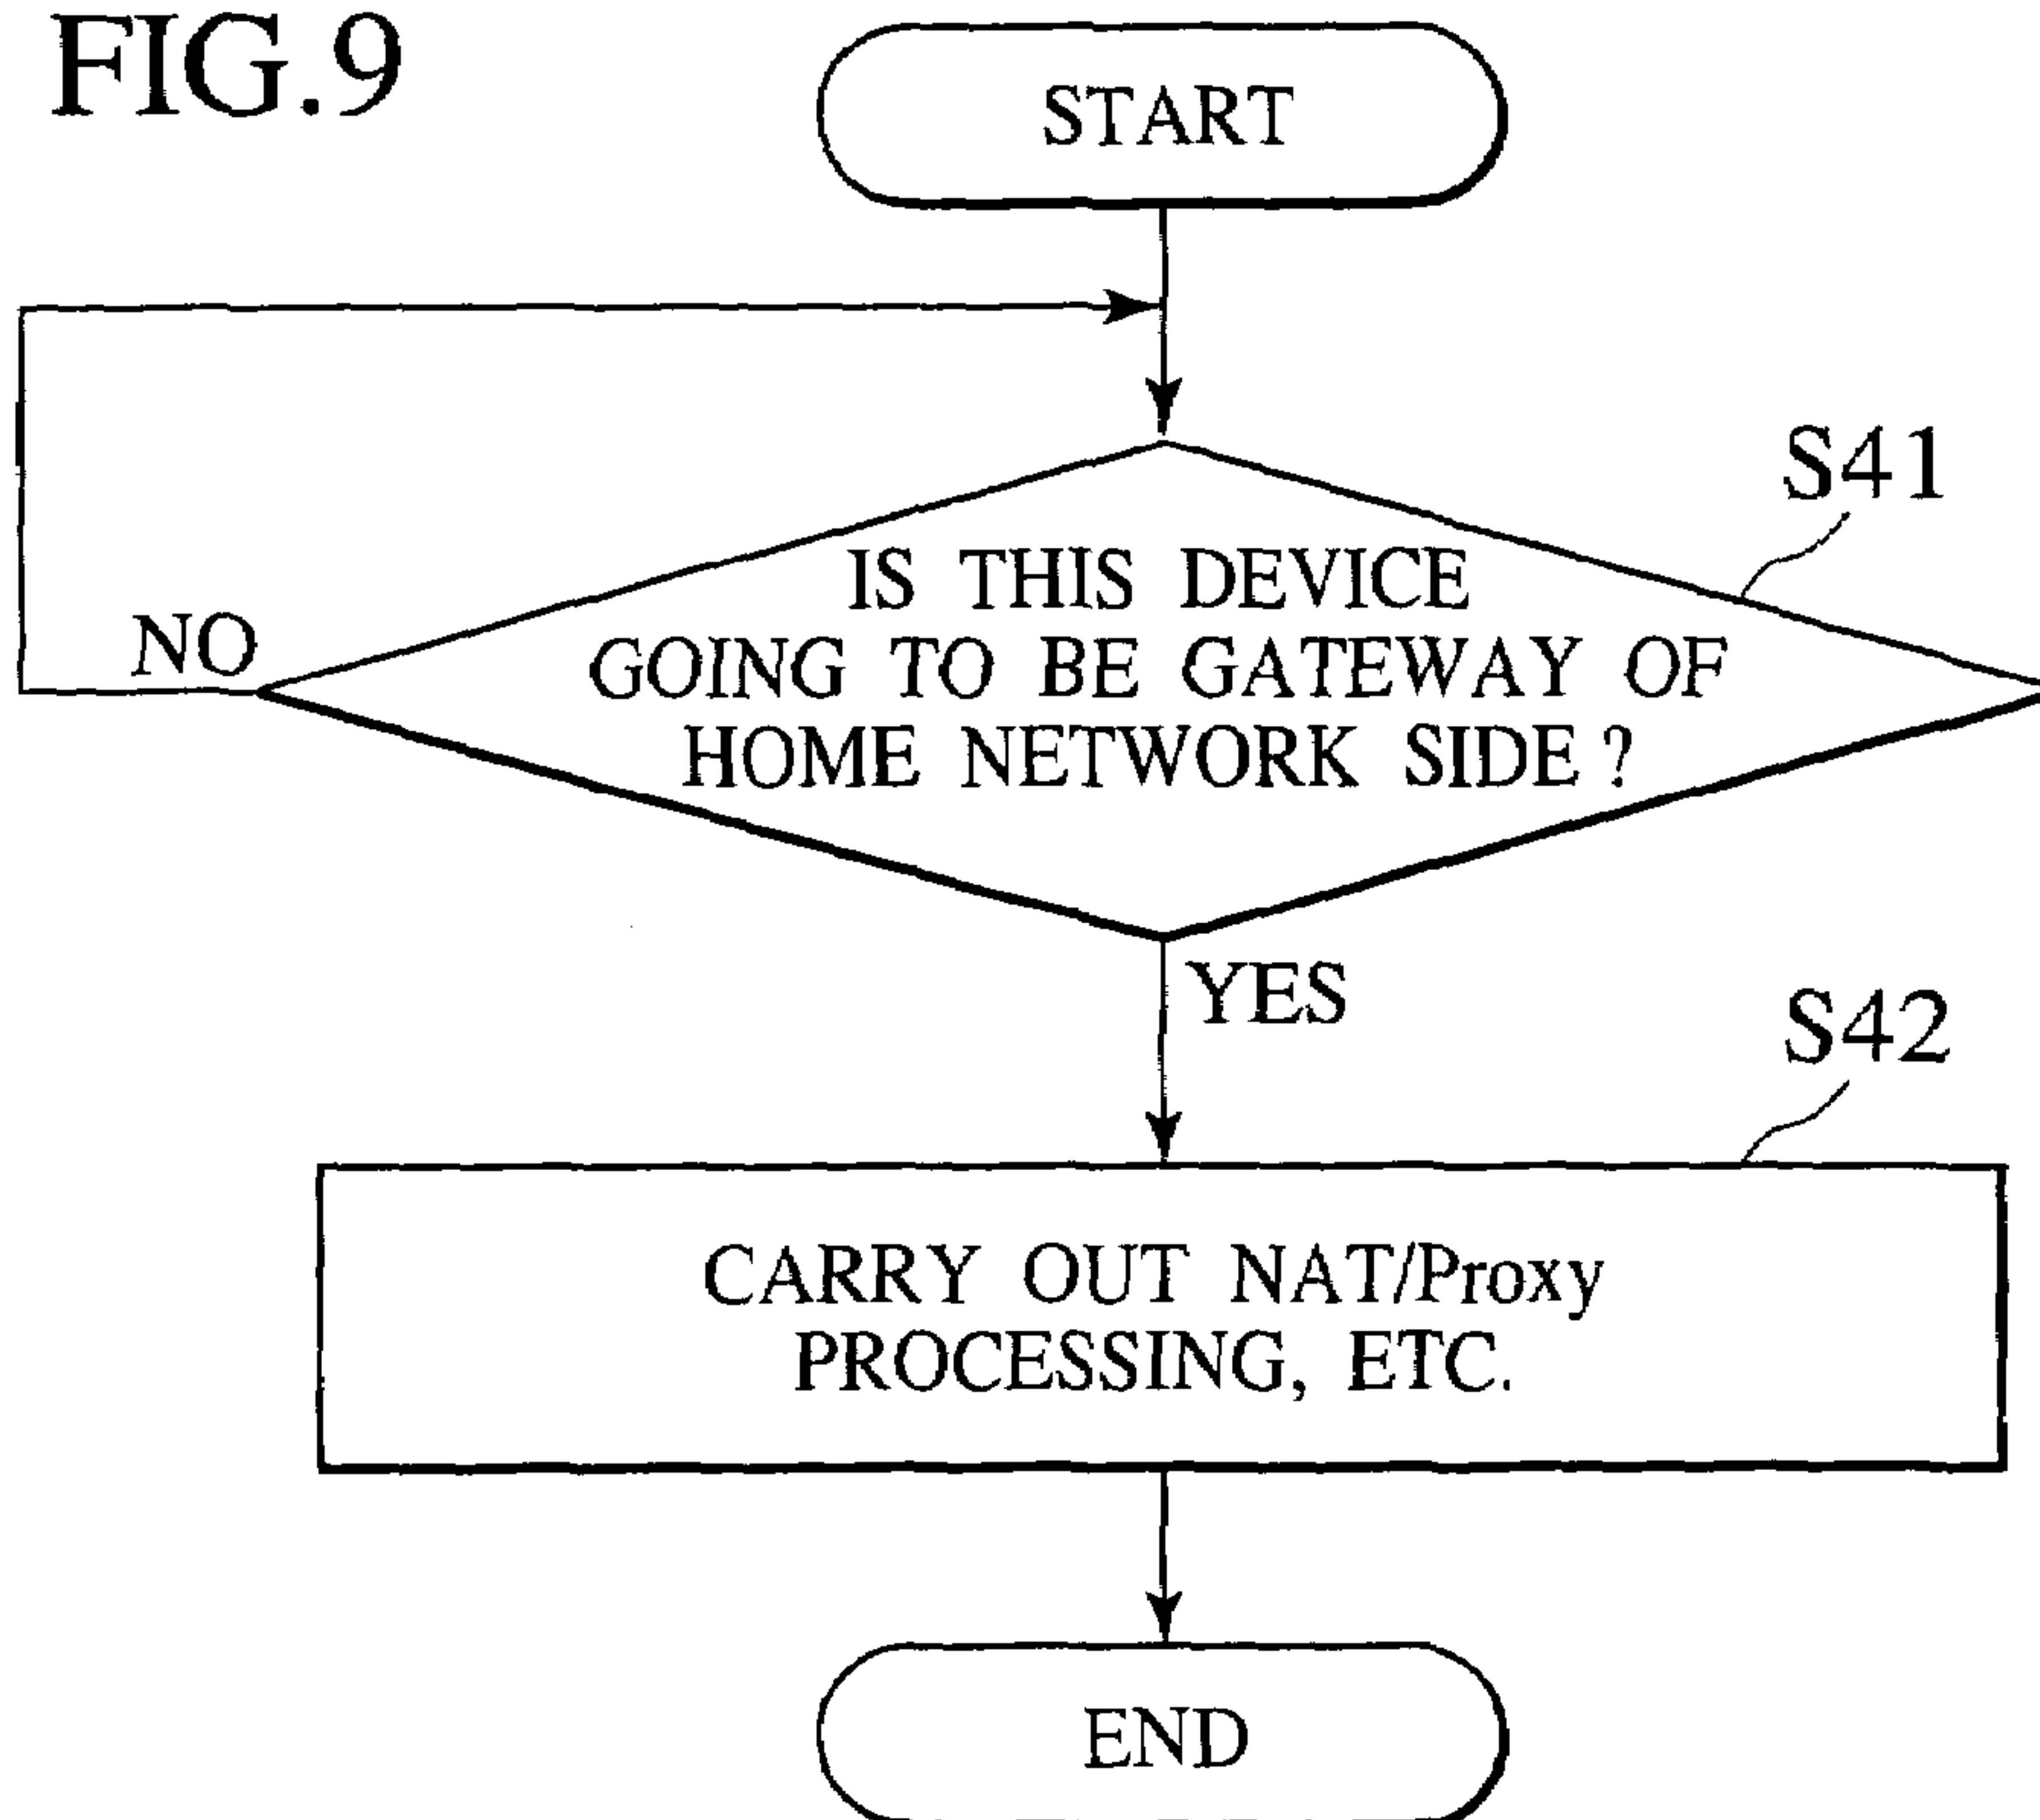 FIG.9
START
S41
IS THIS DEVICE
GOING TO BE GATEWAY OF
HOME NETWORK SIDE ?
NO
YES
S42
CARRY OUT NAT/Proxy
PROCESSING, ETC.
END